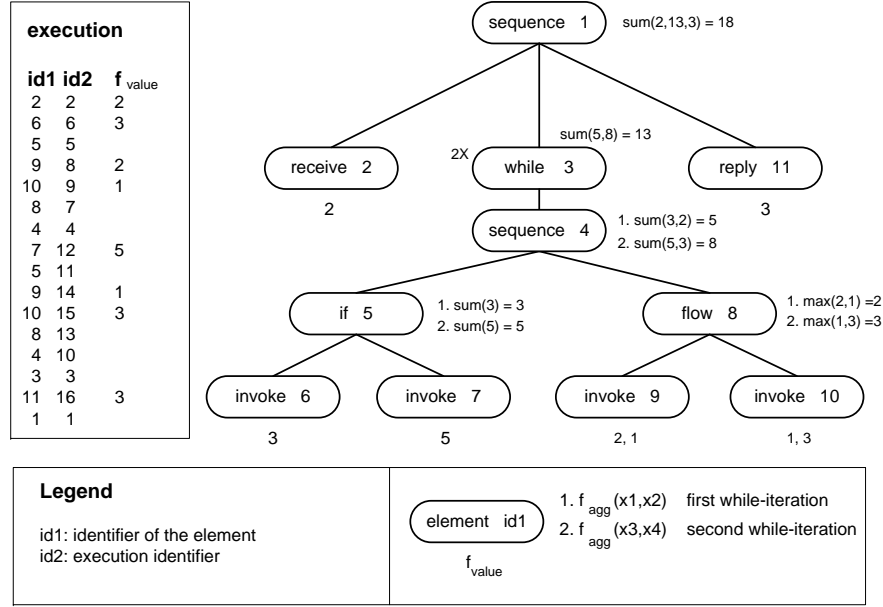 execution
id1 id2 f value
2 2 2
6 6 3
5 5
9 8 2
10 9 1
8 7
4 4
7 12 5
5 11
9 14 1
10 15 3
8 13
4 10
3 3
11 16 3
1 1
sequence 1 sum(2,13,3) = 18
sum(5,8) = 13
receive 2 2X while 3 reply 11
2 3
sequence 4 1. sum(3,2) = 5
2. sum(5,3) = 8
if 5 1. sum(3) = 3
2. sum(5) = 5
flow 8 1. max(2,1) =2
2. max(1,3) =3
invoke 6 invoke 7 invoke 9 invoke 10
3 5 2, 1 1, 3
Legend
id1: identifier of the element
id2: execution identifier
element id1
f value
1. f agg (x1,x2) first while-iteration
2. f agg (x3,x4) second while-iteration